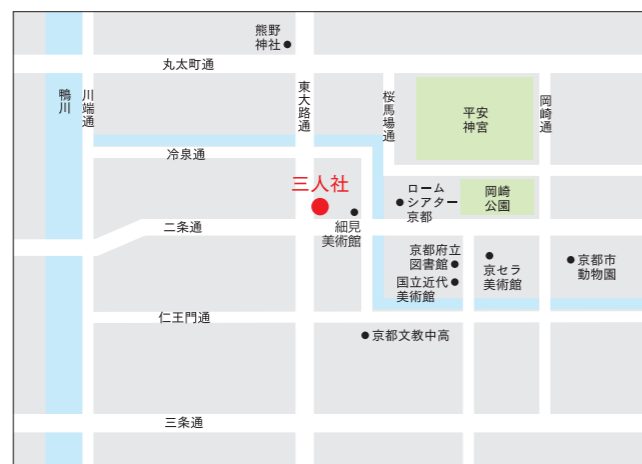 熊野
神社
丸太町通
鴨川
川端通
東大路通
桜馬場通
平安
神宮
岡崎通
冷泉通
三人社
ローム
シアター
京都
岡崎
公園
二条通
細見
美術館
京都府立
図書館
国立近代
美術館
京セラ
美術館
京都市
動物園
仁王門通
京都文教中高
三条通